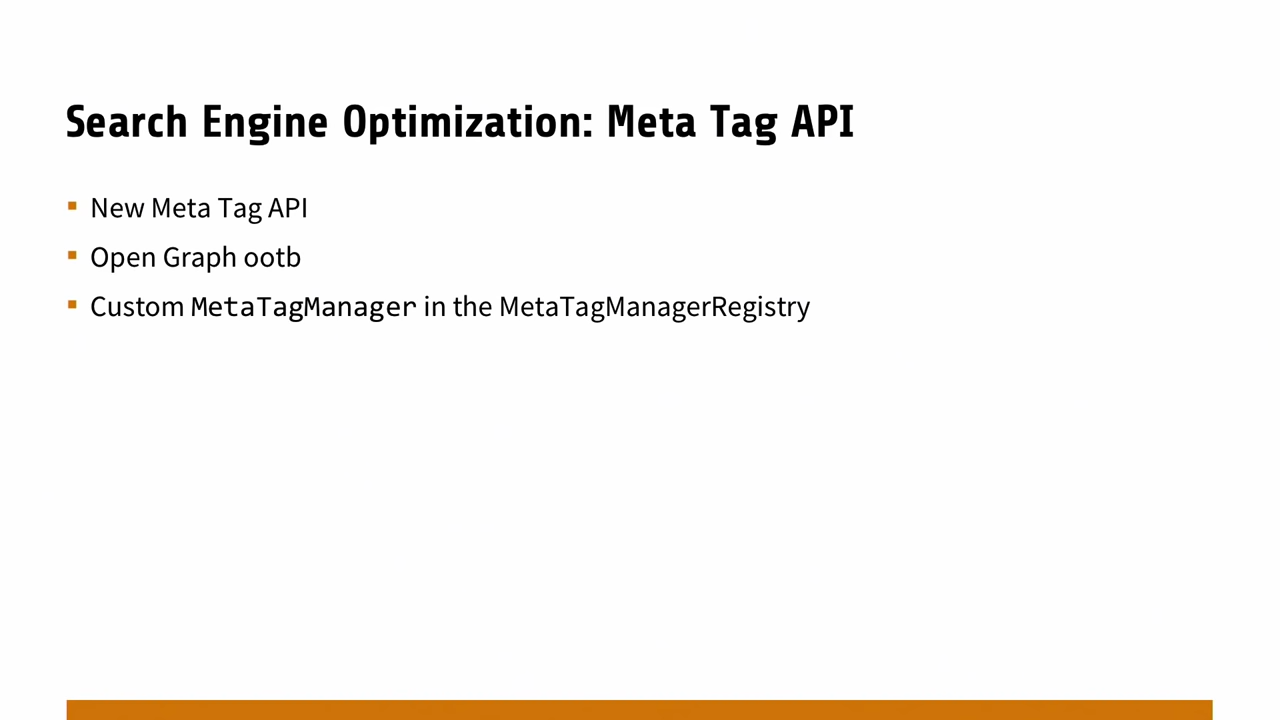 Search Engine Optimization: Meta Tag API
New Meta Tag API
Open Graph ootb
Custom MetaTagManager in the MetaTagManagerRegistry